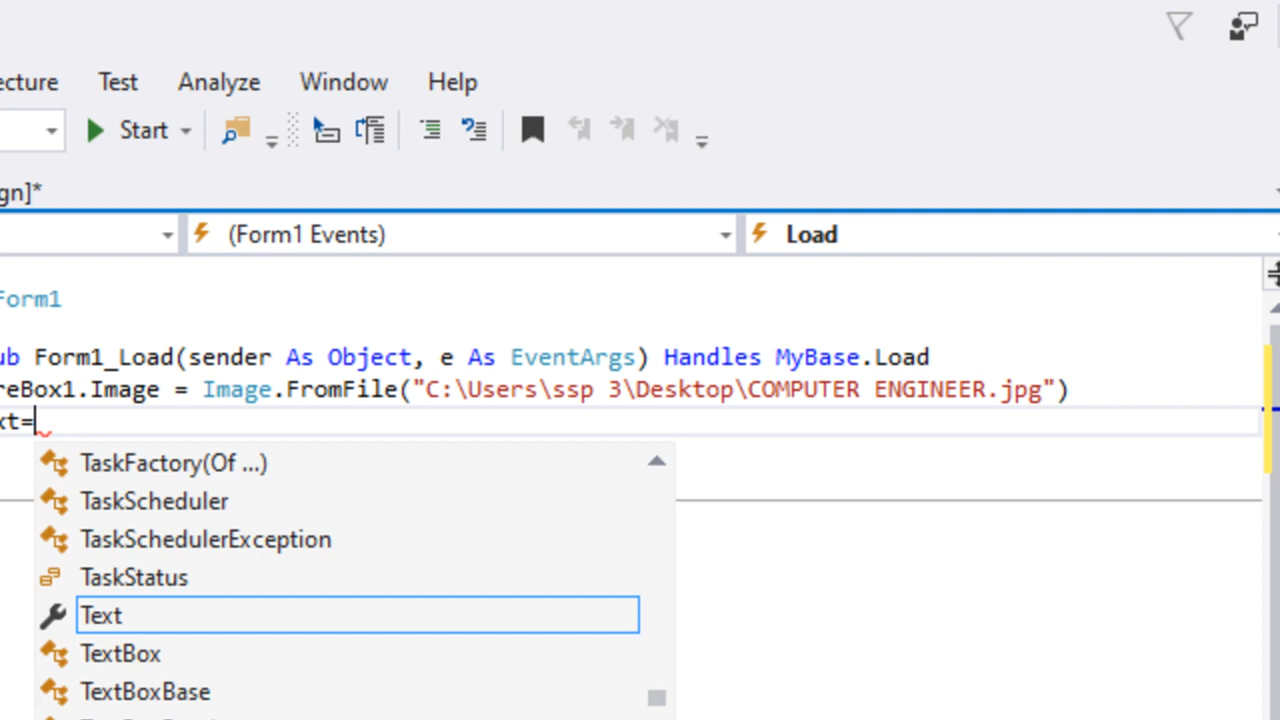 ecture Test Analyze Window Help
Start
gn]*
(Form1 Events) Load
Form1
ub Form1_Load(sender As Object, e As EventArgs) Handles MyBase.Load
reBox1.Image = Image.FromFile("C:\Users\ssp 3\Desktop\COMPUTER ENGINEER.jpg")
xt=
TaskFactory(Of ...)
TaskScheduler
TaskSchedulerException
TaskStatus
Text
TextBox
TextBoxBase